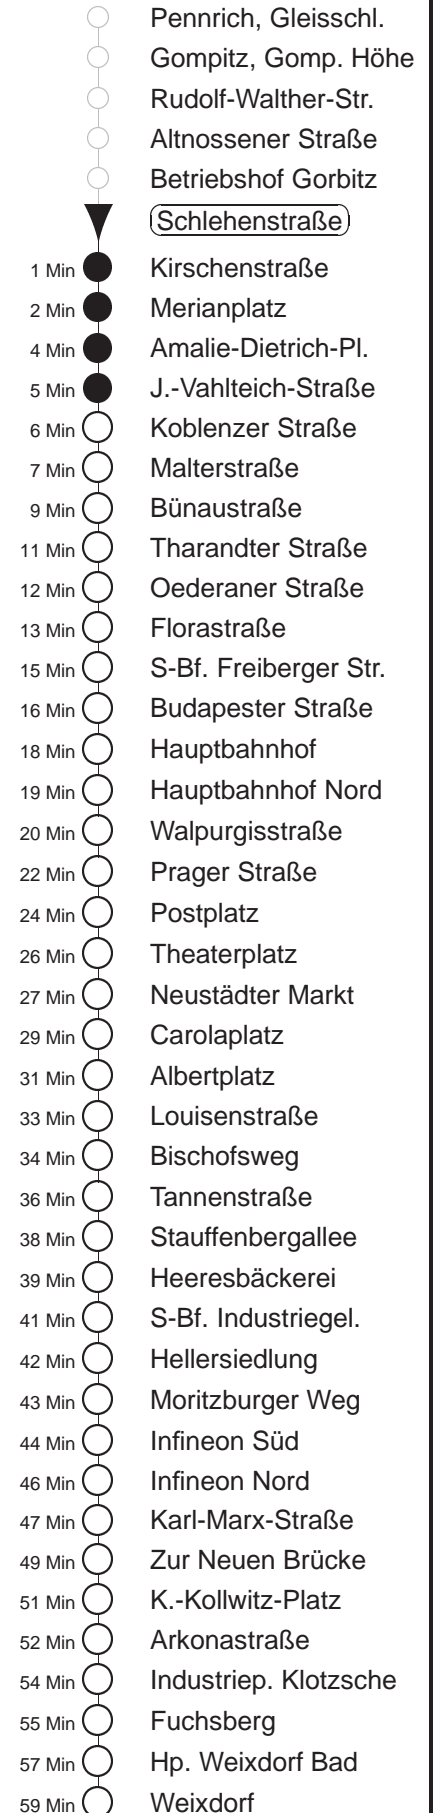 Pennrich, Gleisschl.
Gompitz, Gomp. Höhe
Rudolf-Walther-Str.
Altnossener Straße
Betriebshof Gorbitz
Schlehenstraße
1 Min Kirschenstraße
2 Min Merianplatz
4 Min Amalie-Dietrich-Pl.
5 Min J.-Vahlteich-Straße
6 Min Koblenzer Straße
7 Min Malterstraße
9 Min Bünaustraße
11 Min Tharandter Straße
12 Min Oederaner Straße
13 Min Florastraße
15 Min S-Bf. Freiberger Str.
16 Min Budapester Straße
18 Min Hauptbahnhof
19 Min Hauptbahnhof Nord
20 Min Walpurgisstraße
22 Min Prager Straße
24 Min Postplatz
26 Min Theaterplatz
27 Min Neustädter Markt
29 Min Carolaplatz
31 Min Albertplatz
33 Min Louisenstraße
34 Min Bischofsweg
36 Min Tannenstraße
38 Min Stauffenbergallee
39 Min Heeresbäckerei
41 Min S-Bf. Industriegel.
42 Min Hellersiedlung
43 Min Moritzburger Weg
44 Min Infineon Süd
46 Min Infineon Nord
47 Min Karl-Marx-Straße
49 Min Zur Neuen Brücke
51 Min K.-Kollwitz-Platz
52 Min Arkonastraße
54 Min Industriep. Klotzsche
55 Min Fuchsberg
57 Min Hp. Weixdorf Bad
59 Min Weixdorf